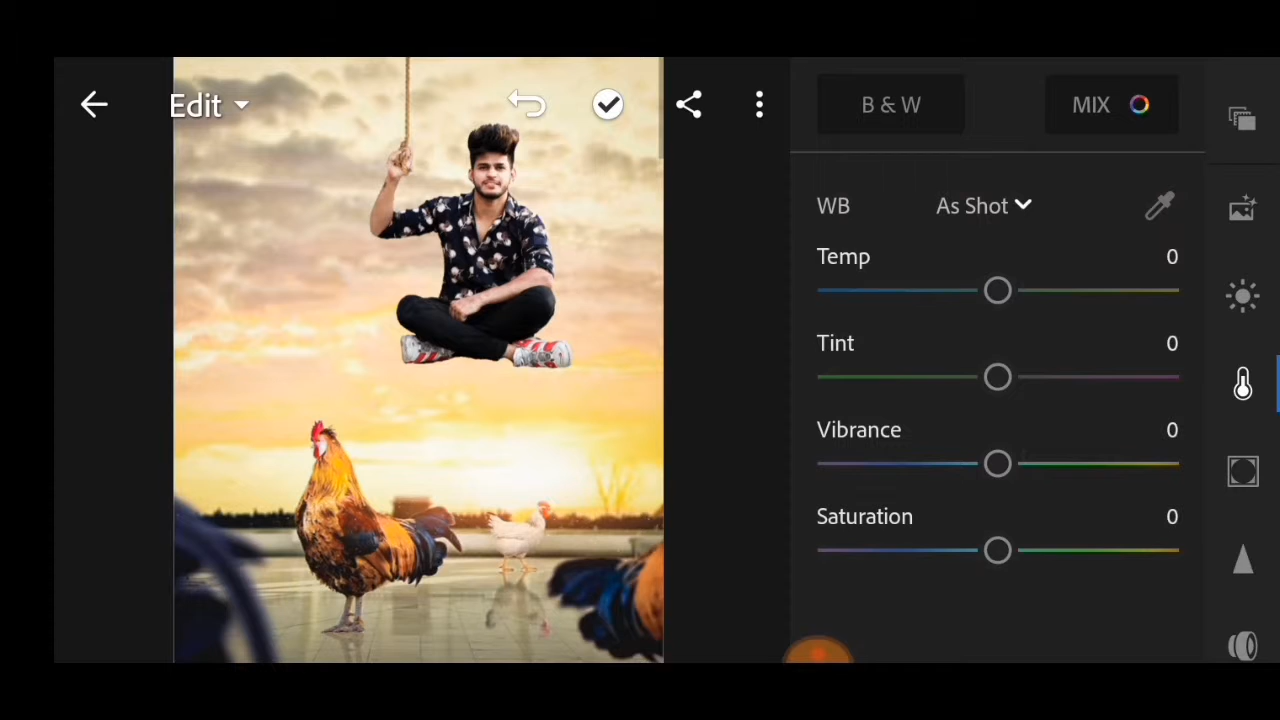 Edit
B & W
MIX
WB
As Shot
Temp
0
Tint
0
Vibrance
0
Saturation
0